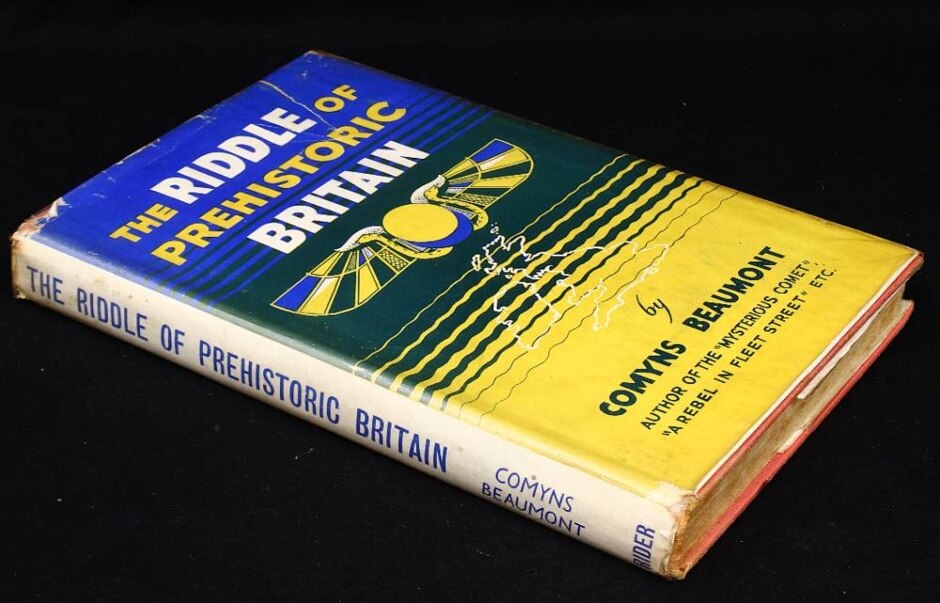 THE RIDDLE OF
PREHISTORIC
BRITAIN
by
COMYNS BEAUMONT
AUTHOR OF THE "MYSTERIOUS COMET",
"A REBEL IN FLEET STREET" ETC.
THE RIDDLE OF PREHISTORIC BRITAIN
COMYNS
BEAUMONT
RIDER